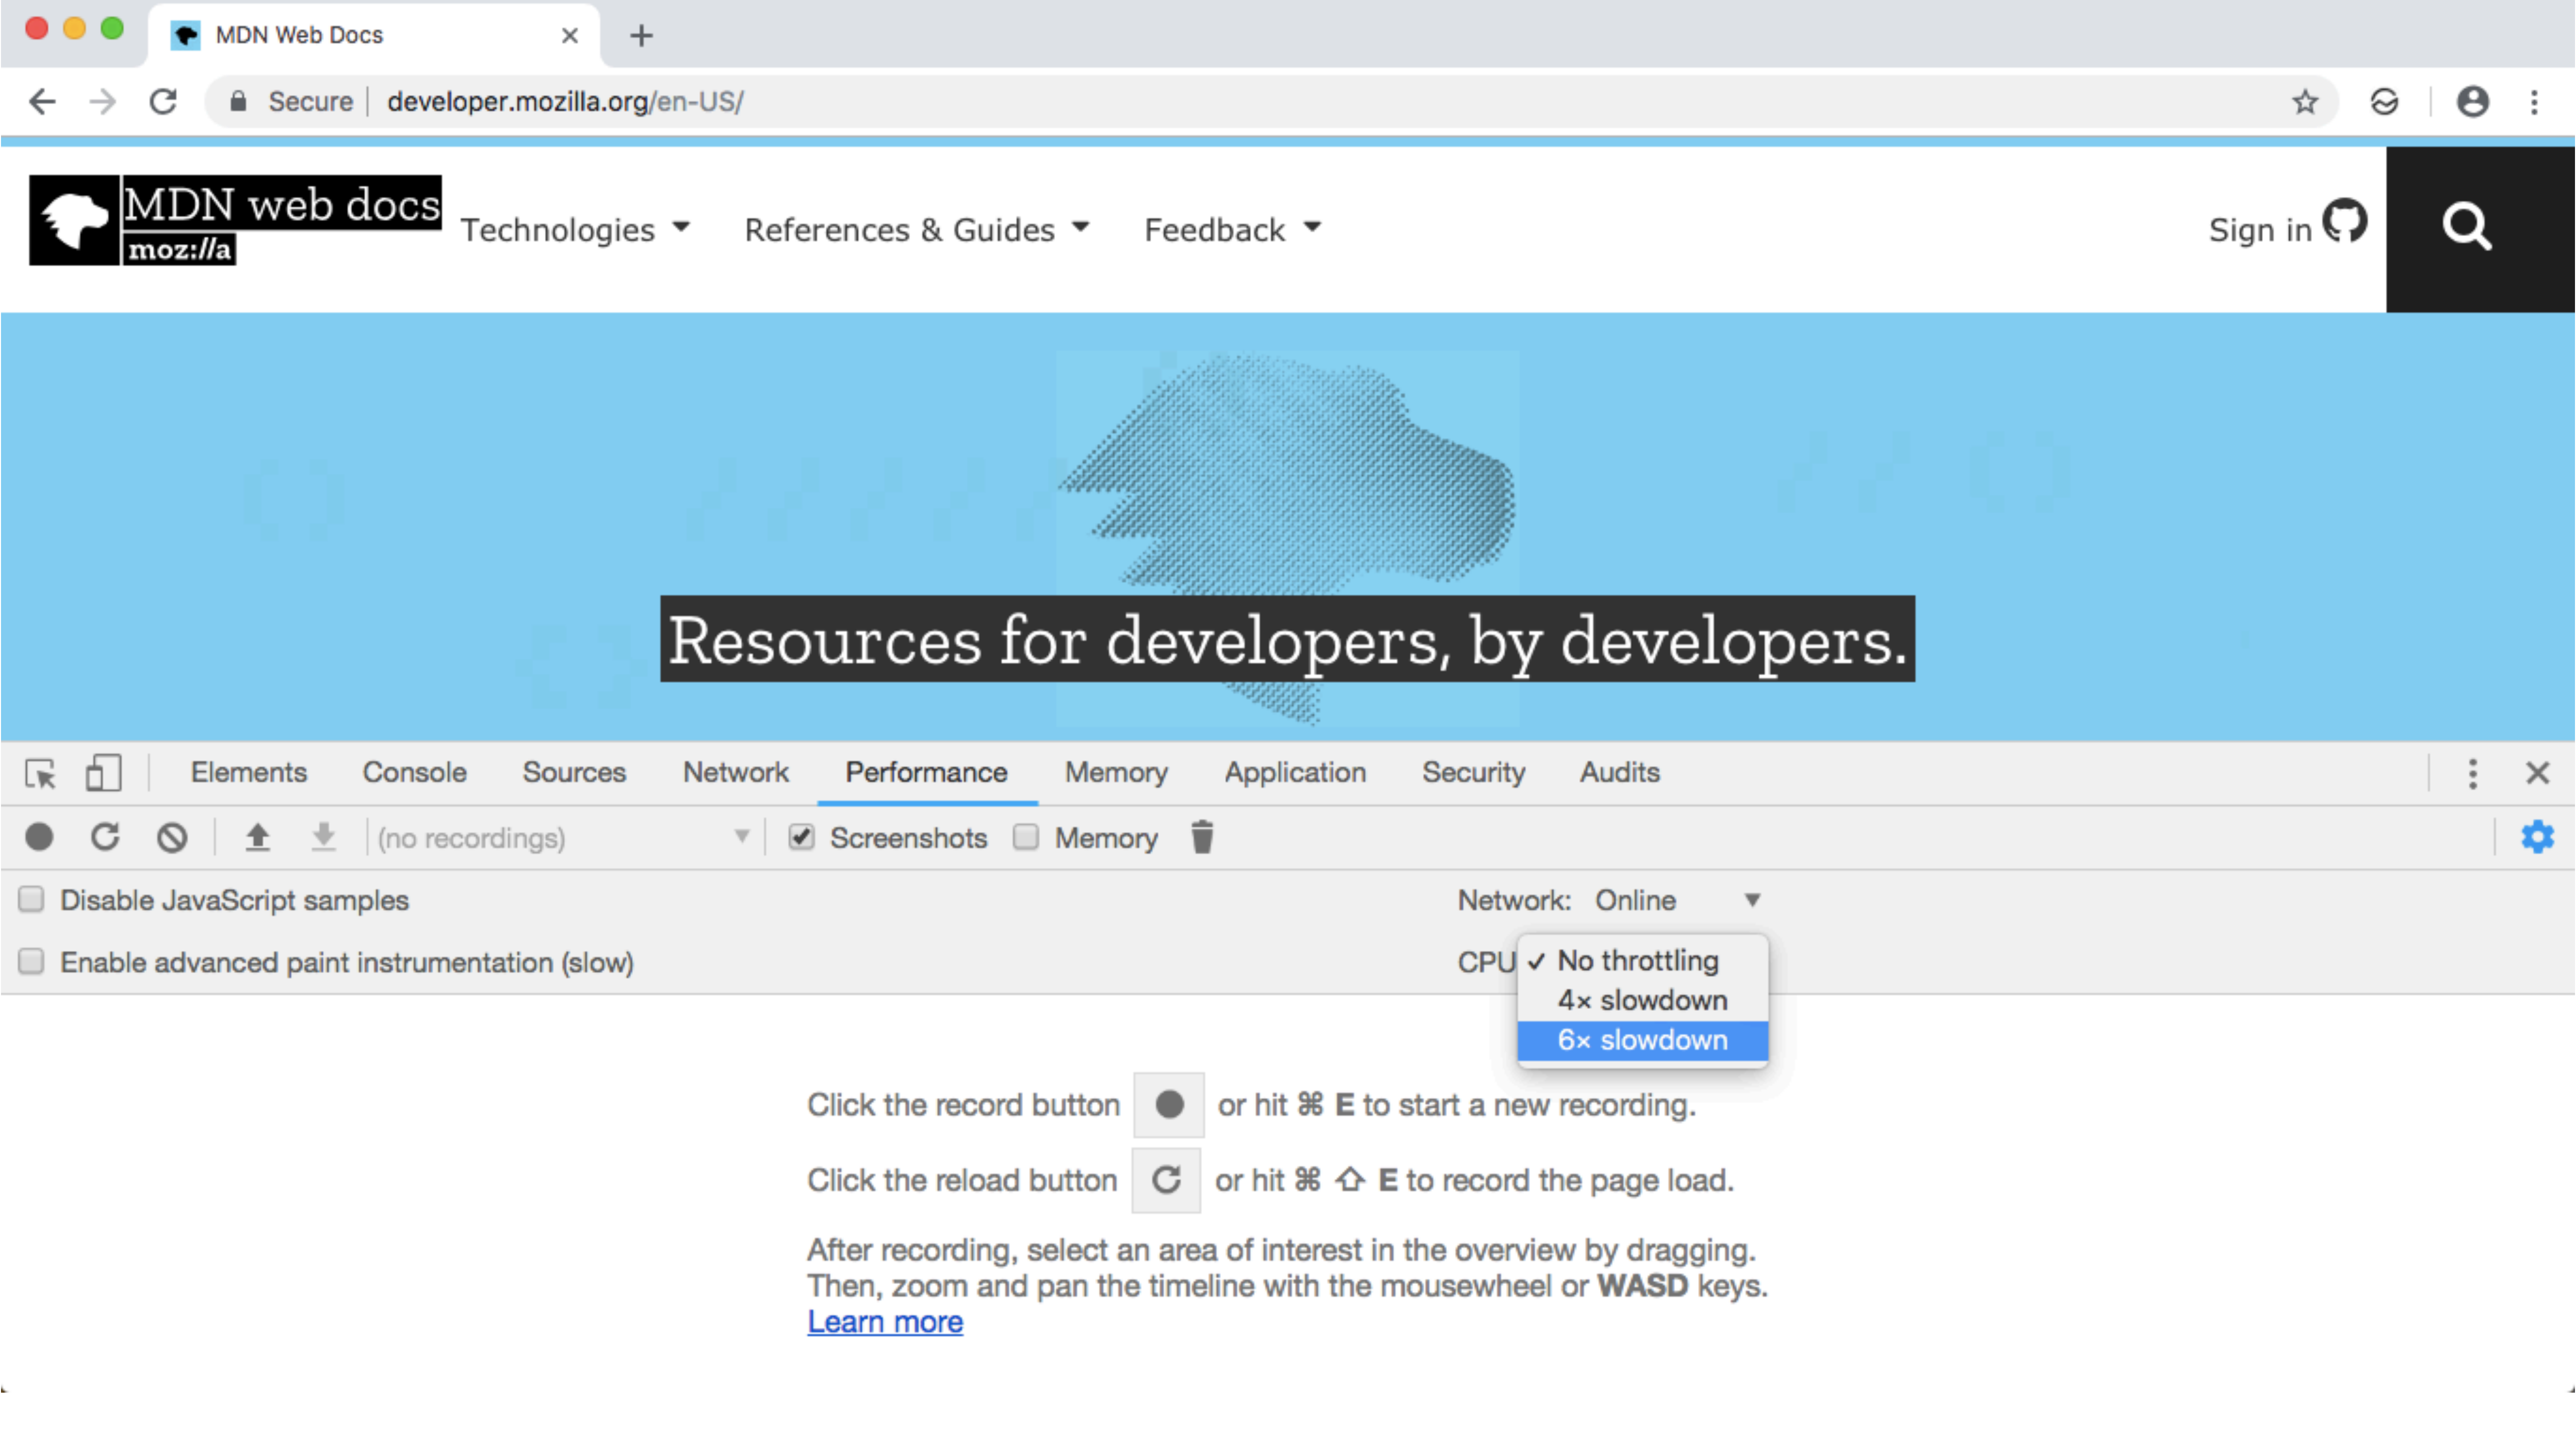 MDN Web Docs
Secure developer.mozilla.org/en-US/
MDN web docs
moz://a
Technologies References & Guides Feedback Sign in
Resources for developers, by developers.
Elements Console Sources Network Performance Memory Application Security Audits
(no recordings) Screenshots Memory
Disable JavaScript samples Network: Online
Enable advanced paint instrumentation (slow) CPU ✓ No throttling
4× slowdown
6× slowdown
Click the record button or hit ⌘ E to start a new recording.
Click the reload button or hit ⌘ ⇧ E to record the page load.
After recording, select an area of interest in the overview by dragging.
Then, zoom and pan the timeline with the mousewheel or WASD keys.
Learn more